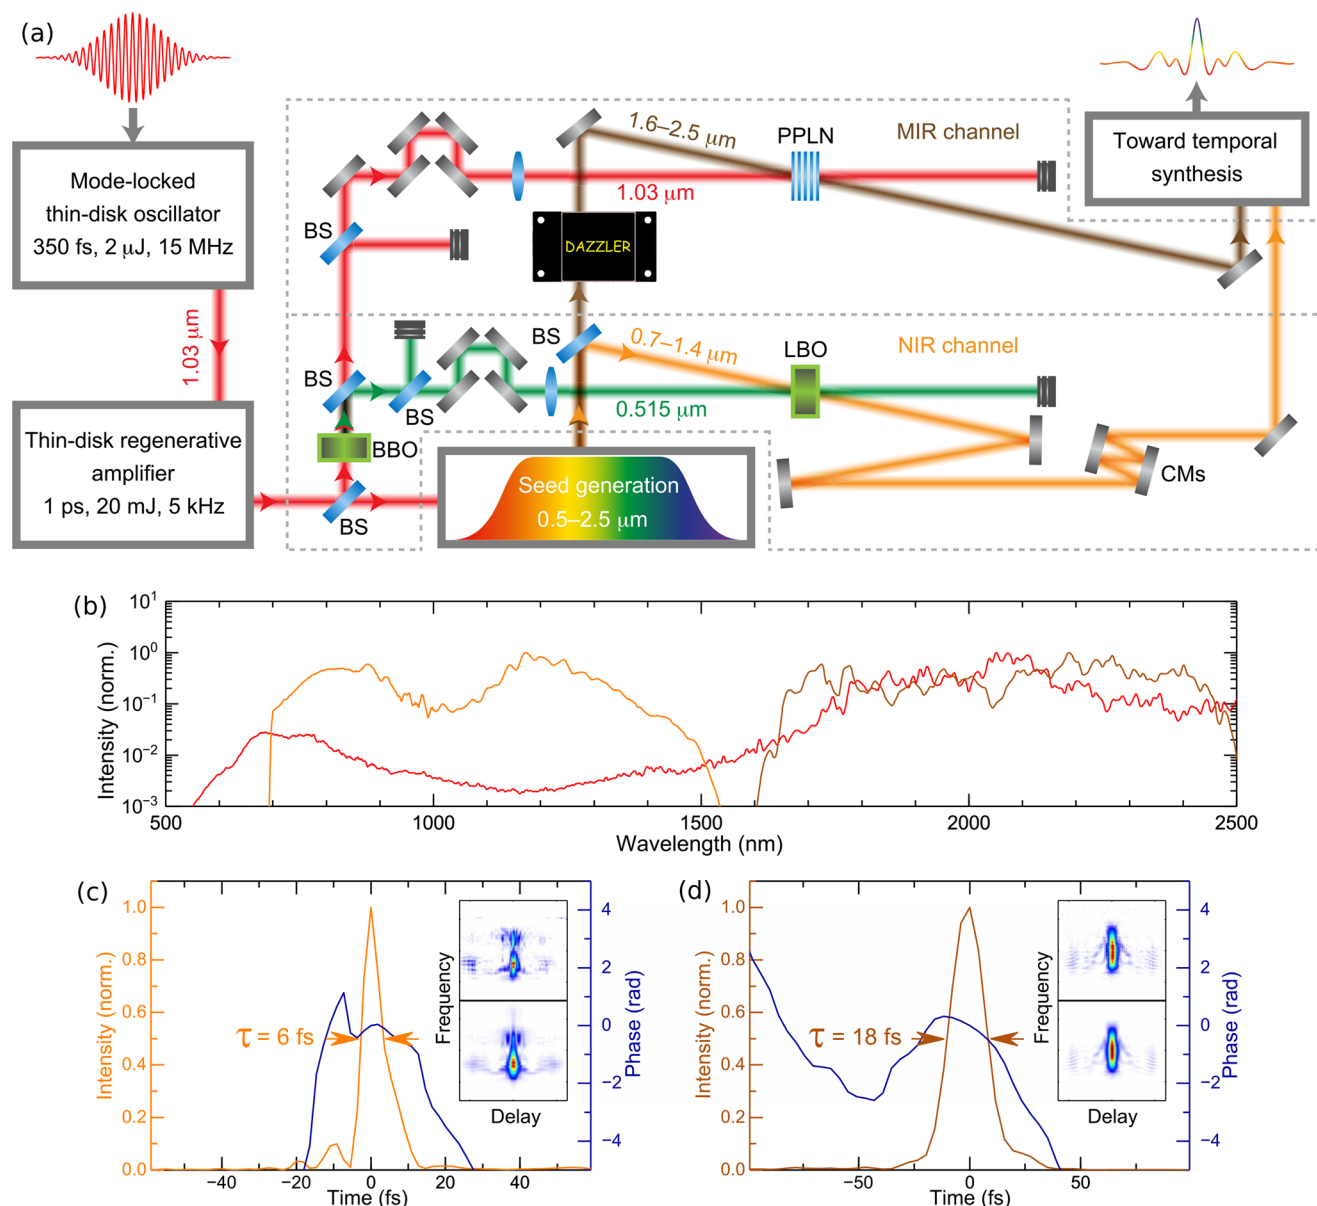 (a)
Mode-locked
thin-disk oscillator
350 fs, 2 μJ, 15 MHz
1.03 μm
Thin-disk regenerative
amplifier
1 ps, 20 mJ, 5 kHz
BS
BS
BS
BS
BS
BBO
1.03 μm
DAZZLER
1.6–2.5 μm
PPLN
MIR channel
Toward temporal
synthesis
0.7–1.4 μm
LBO
NIR channel
0.515 μm
CMs
Seed generation
0.5–2.5 μm
(b)
Intensity (norm.)
10¹
10⁰
10⁻¹
10⁻²
10⁻³
500
1000
1500
2000
2500
Wavelength (nm)
(c)
Intensity (norm.)
1.0
0.8
0.6
0.4
0.2
0.0
τ = 6 fs
−40
−20
0
20
40
Time (fs)
Frequency
Delay
4
2
0
−2
−4
Phase (rad)
(d)
Intensity (norm.)
1.0
0.8
0.6
0.4
0.2
0.0
τ = 18 fs
−50
0
50
Time (fs)
Frequency
Delay
4
2
0
−2
−4
Phase (rad)